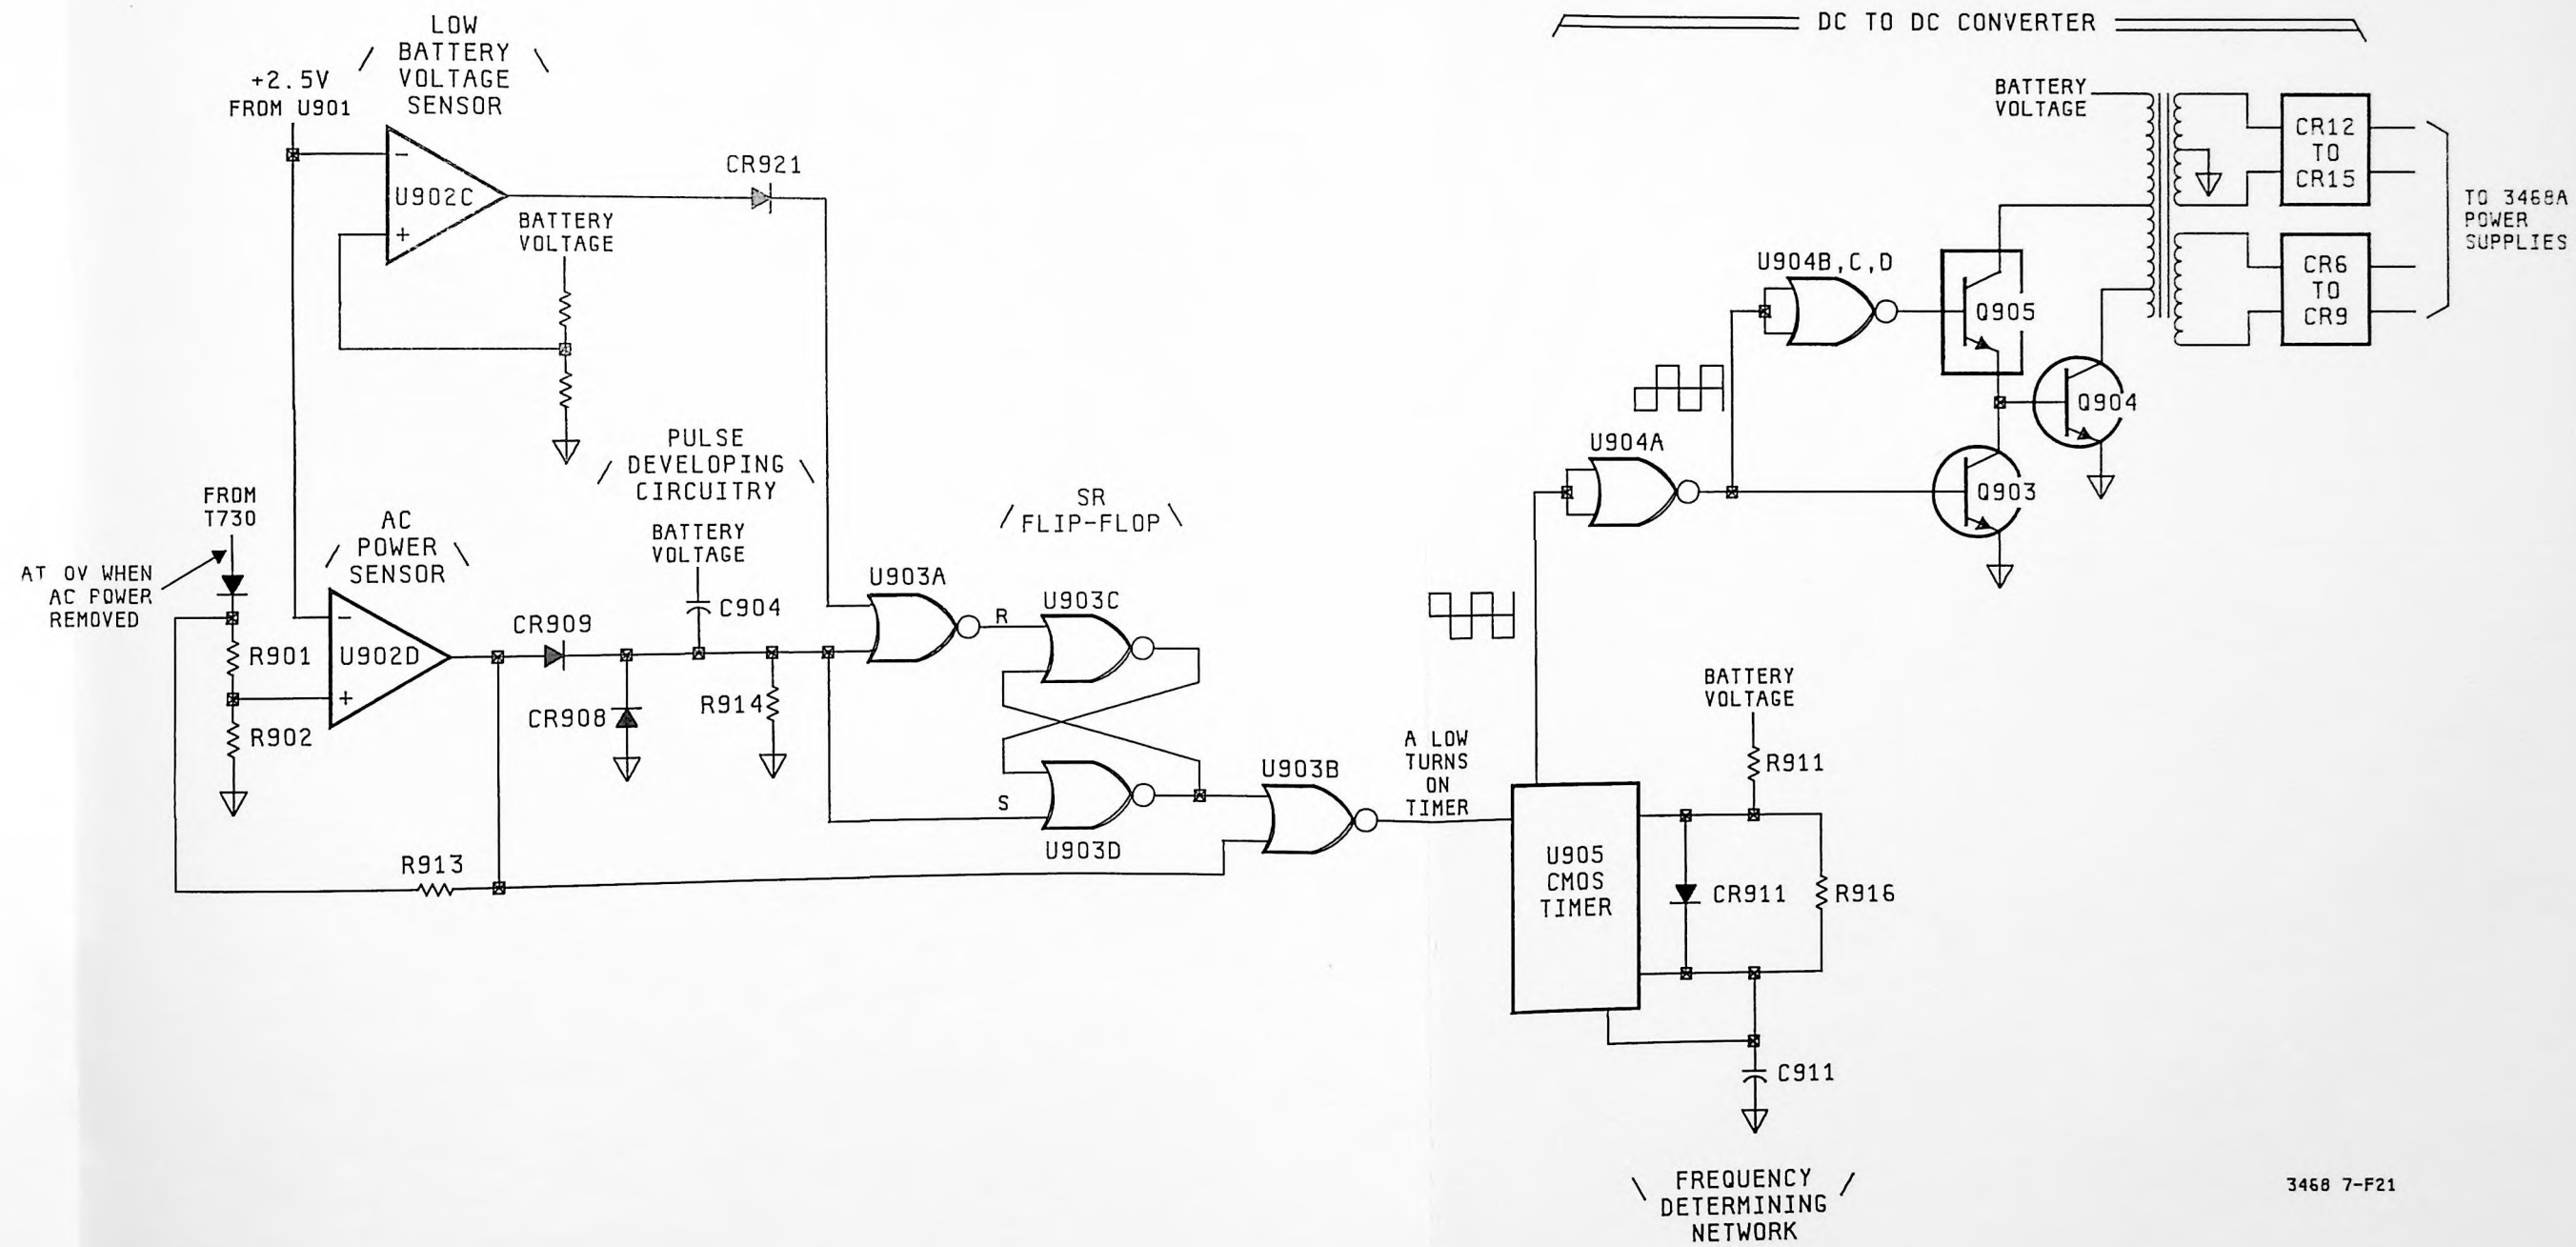 DC TO DC CONVERTER
LOW
BATTERY
VOLTAGE
SENSOR
+2.5V
FROM U901
-
U902C
+
BATTERY
VOLTAGE
CR921
PULSE
DEVELOPING
CIRCUITRY
BATTERY
VOLTAGE
C904
FROM
T730
AT 0V WHEN
AC POWER
REMOVED
AC
POWER
SENSOR
-
U902D
+
R901
R902
CR909
CR908
R914
R913
U903A
R
SR
FLIP-FLOP
U903C
S
U903D
U903B
A LOW
TURNS
ON
TIMER
U905
CMOS
TIMER
BATTERY
VOLTAGE
R911
CR911
R916
C911
FREQUENCY
DETERMINING
NETWORK
U904A
U904B,C,D
Q905
Q904
Q903
BATTERY
VOLTAGE
CR12
TO
CR15
CR6
TO
CR9
TO 3468A
POWER
SUPPLIES
3468 7-F21